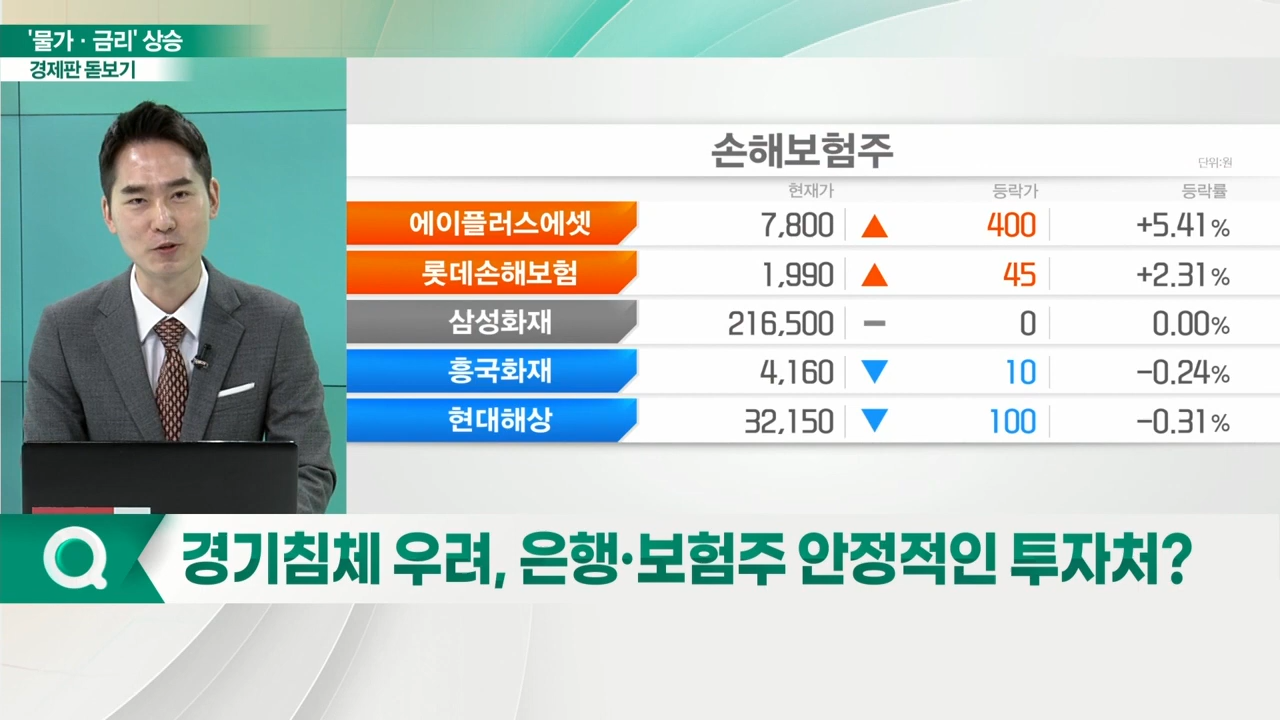 '물가·금리' 상승
경제판 돋보기
손해보험주
단위:원
현재가 등락가 등락률
에이플러스에셋 7,800 ▲ 400 +5.41%
롯데손해보험 1,990 ▲ 45 +2.31%
삼성화재 216,500 − 0 0.00%
흥국화재 4,160 ▼ 10 −0.24%
현대해상 32,150 ▼ 100 −0.31%
Q 경기침체 우려, 은행·보험주 안정적인 투자처?